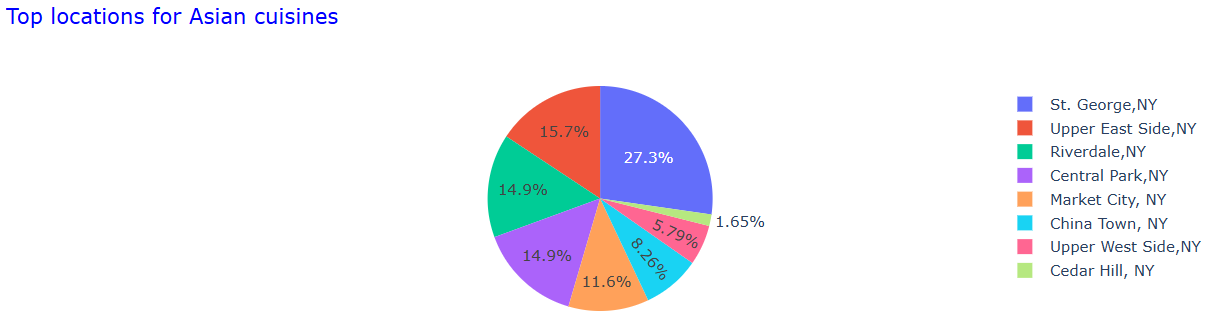 Top locations for Asian cuisines
27.3%
15.7%
14.9%
14.9%
11.6%
8.26%
5.79%
1.65%
St. George,NY
Upper East Side,NY
Riverdale,NY
Central Park,NY
Market City, NY
China Town, NY
Upper West Side,NY
Cedar Hill, NY